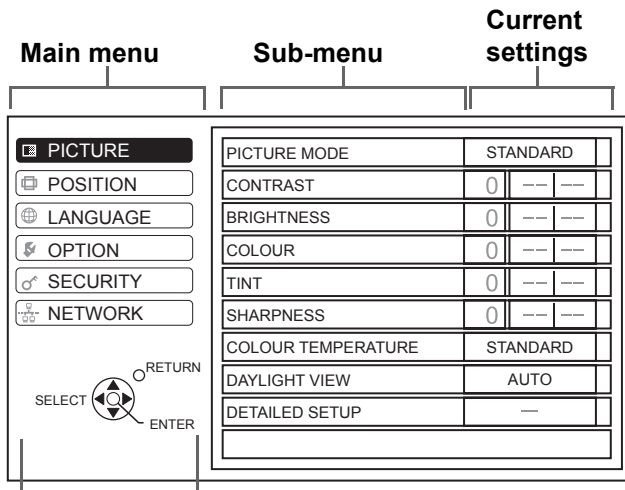 Main menu
Sub-menu
Current
settings
PICTURE
POSITION
LANGUAGE
OPTION
SECURITY
NETWORK
SELECT
RETURN
ENTER
PICTURE MODE STANDARD
CONTRAST 0
BRIGHTNESS 0
COLOUR 0
TINT 0
SHARPNESS 0
COLOUR TEMPERATURE STANDARD
DAYLIGHT VIEW AUTO
DETAILED SETUP —